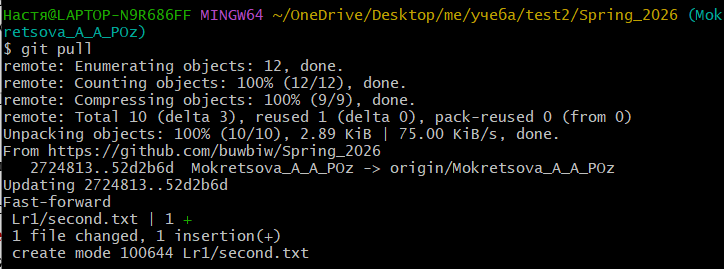 Настя@LAPTOP-N9R686FF MINGW64 ~/OneDrive/Desktop/me/учеба/test2/Spring_2026 (Mok
retsova_A_A_POz)
$ git pull
remote: Enumerating objects: 12, done.
remote: Counting objects: 100% (12/12), done.
remote: Compressing objects: 100% (9/9), done.
remote: Total 10 (delta 3), reused 1 (delta 0), pack-reused 0 (from 0)
Unpacking objects: 100% (10/10), 2.89 KiB | 75.00 KiB/s, done.
From https://github.com/buwbiw/Spring_2026
   2724813..52d2b6d  Mokretsova_A_A_POz -> origin/Mokretsova_A_A_POz
Updating 2724813..52d2b6d
Fast-forward
 Lr1/second.txt | 1 +
 1 file changed, 1 insertion(+)
 create mode 100644 Lr1/second.txt